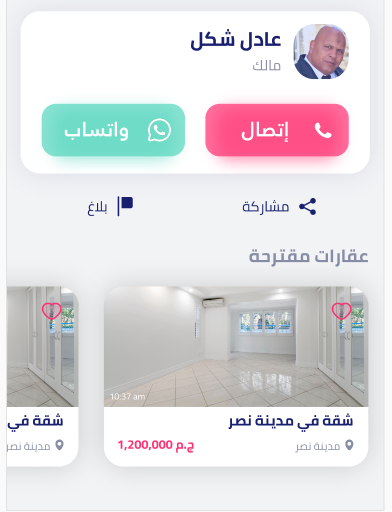 عادل شكل
مالك
إتصال
واتساب
مشاركة
بلاغ
عقارات مقترحة
10:37 am
شقة في مدينة نصر
مدينة نصر
1,200,000 ج.م
شقة في
مدينة نصر